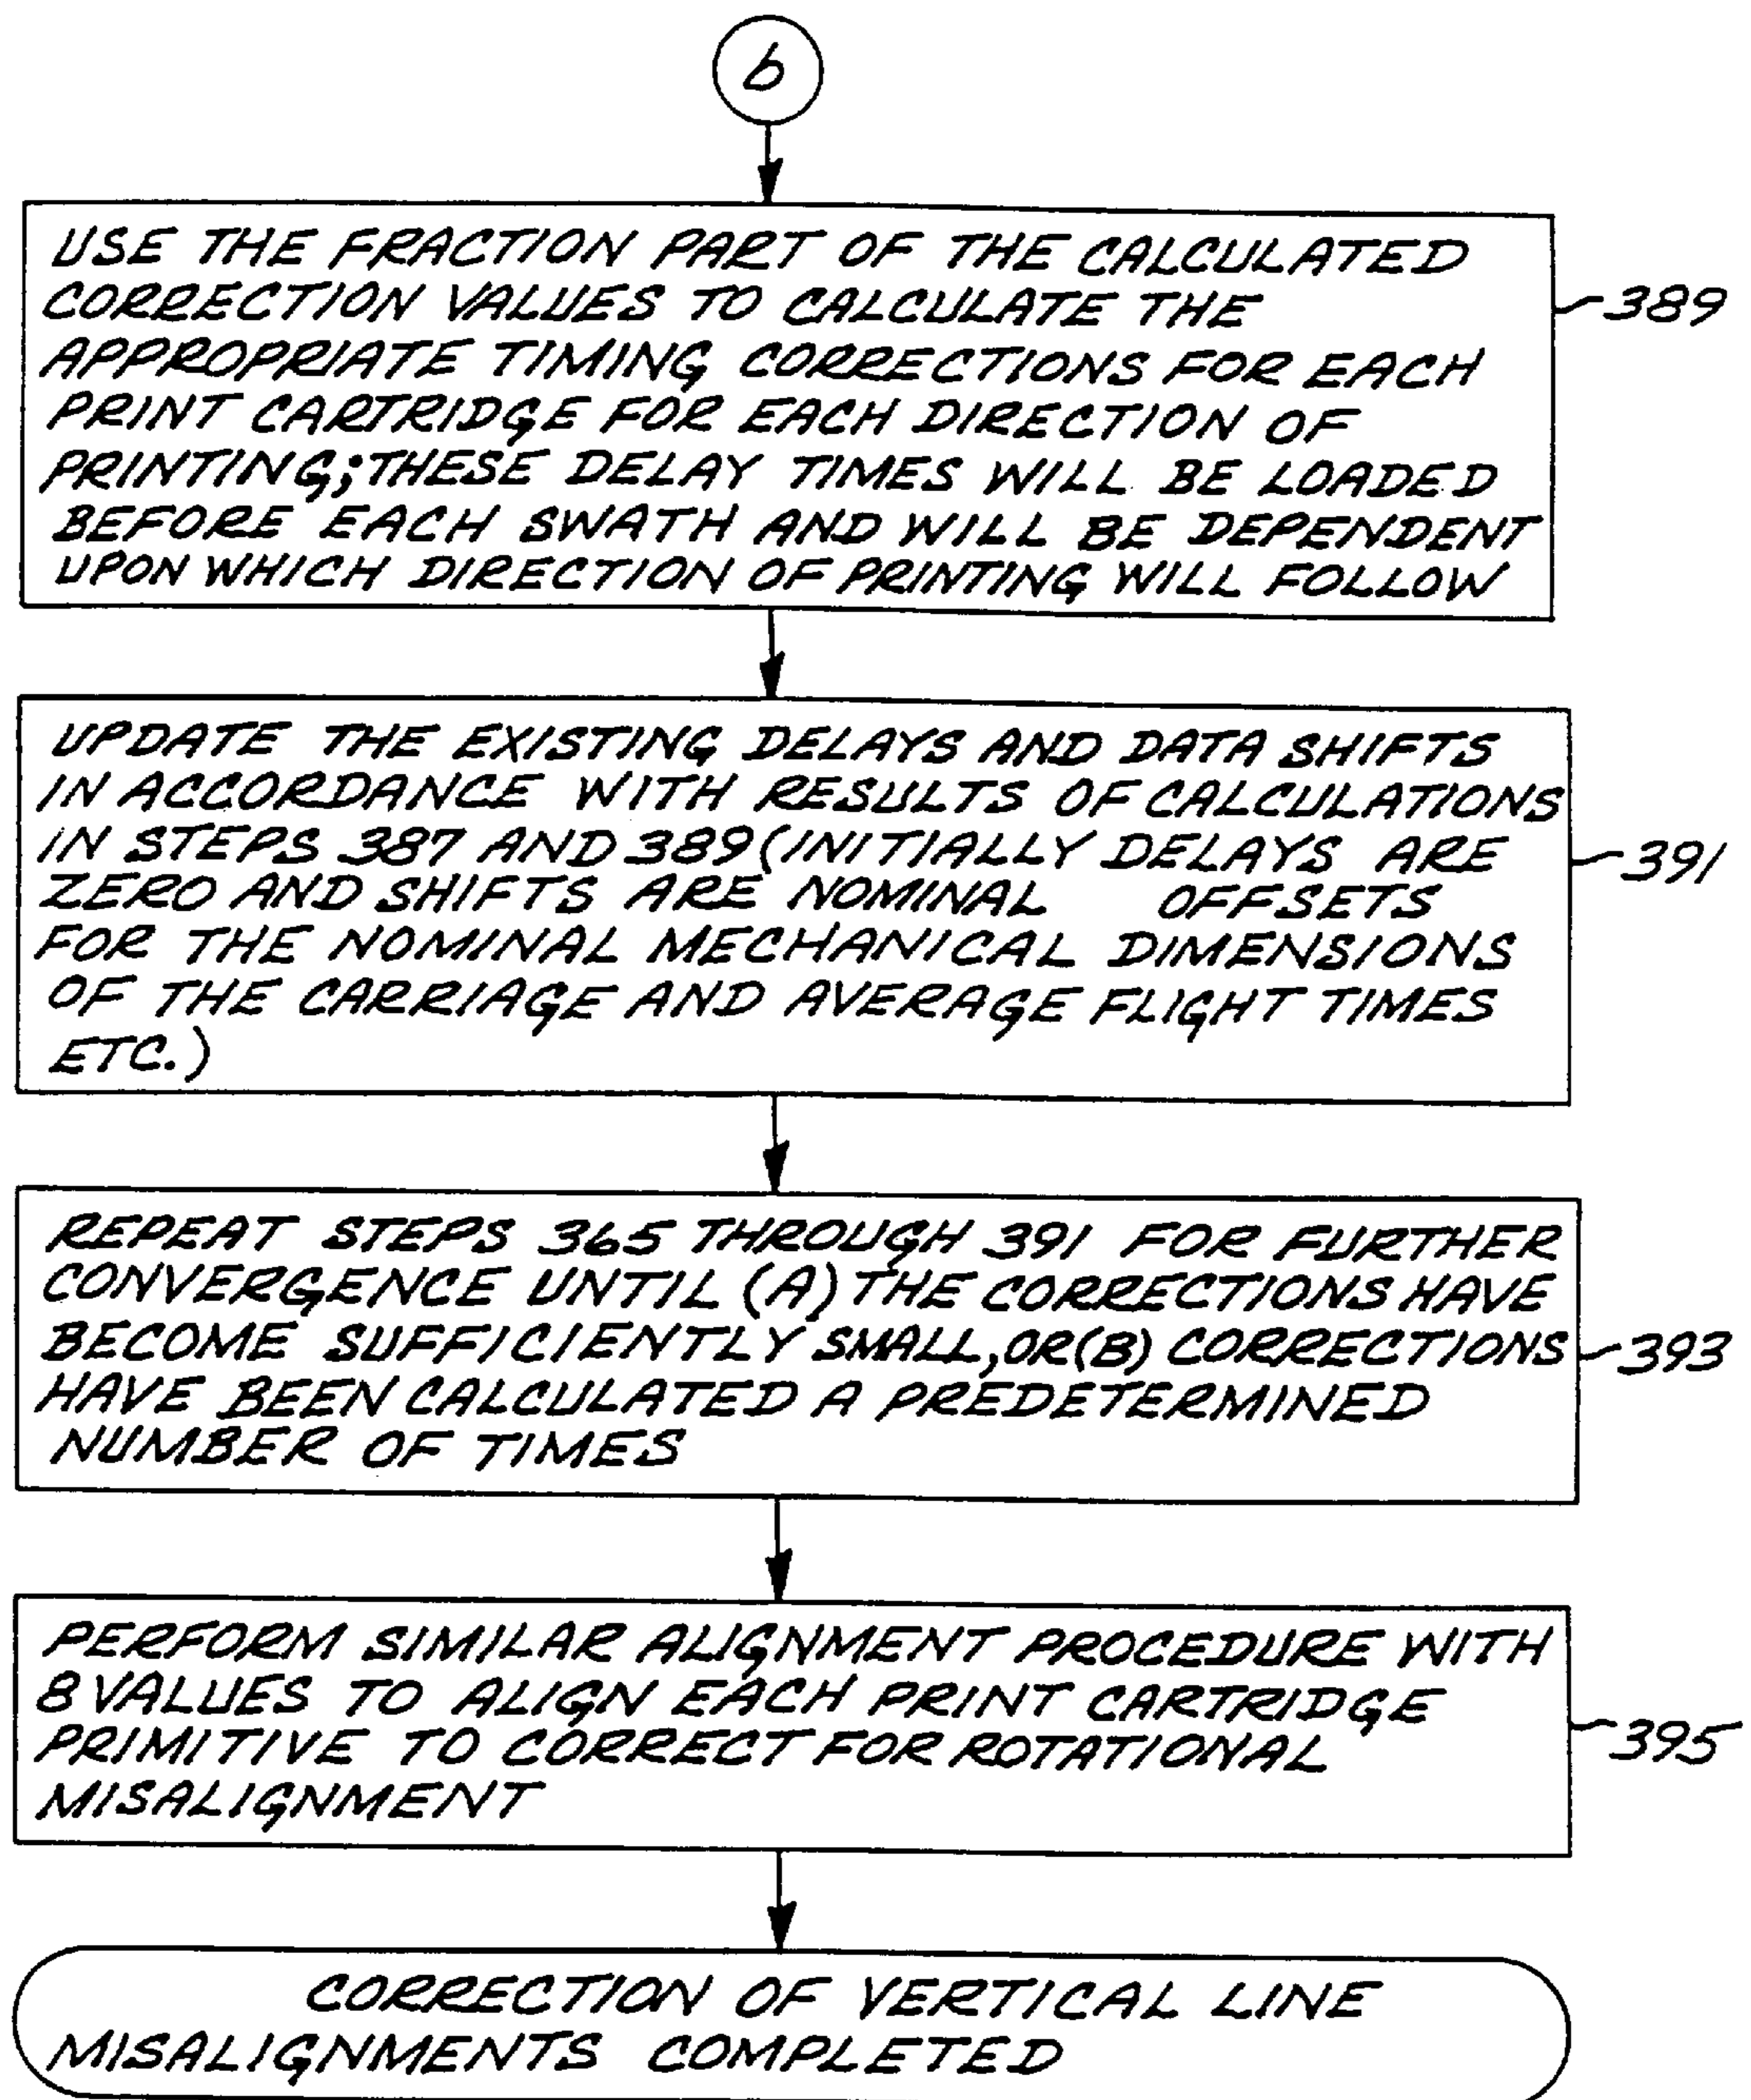 b
USE THE FRACTION PART OF THE CALCULATED
CORRECTION VALUES TO CALCULATE THE
APPROPRIATE TIMING CORRECTIONS FOR EACH
PRINT CARTRIDGE FOR EACH DIRECTION OF
PRINTING; THESE DELAY TIMES WILL BE LOADED
BEFORE EACH SWATH AND WILL BE DEPENDENT
UPON WHICH DIRECTION OF PRINTING WILL FOLLOW
389
UPDATE THE EXISTING DELAYS AND DATA SHIFTS
IN ACCORDANCE WITH RESULTS OF CALCULATIONS
IN STEPS 387 AND 389 (INITIALLY DELAYS ARE
ZERO AND SHIFTS ARE NOMINAL OFFSETS
FOR THE NOMINAL MECHANICAL DIMENSIONS
OF THE CARRIAGE AND AVERAGE FLIGHT TIMES
ETC.)
391
REPEAT STEPS 365 THROUGH 391 FOR FURTHER
CONVERGENCE UNTIL (A) THE CORRECTIONS HAVE
BECOME SUFFICIENTLY SMALL, OR (B) CORRECTIONS
HAVE BEEN CALCULATED A PREDETERMINED
NUMBER OF TIMES
393
PERFORM SIMILAR ALIGNMENT PROCEDURE WITH
8 VALUES TO ALIGN EACH PRINT CARTRIDGE
PRIMITIVE TO CORRECT FOR ROTATIONAL
MISALIGNMENT
395
CORRECTION OF VERTICAL LINE
MISALIGNMENTS COMPLETED